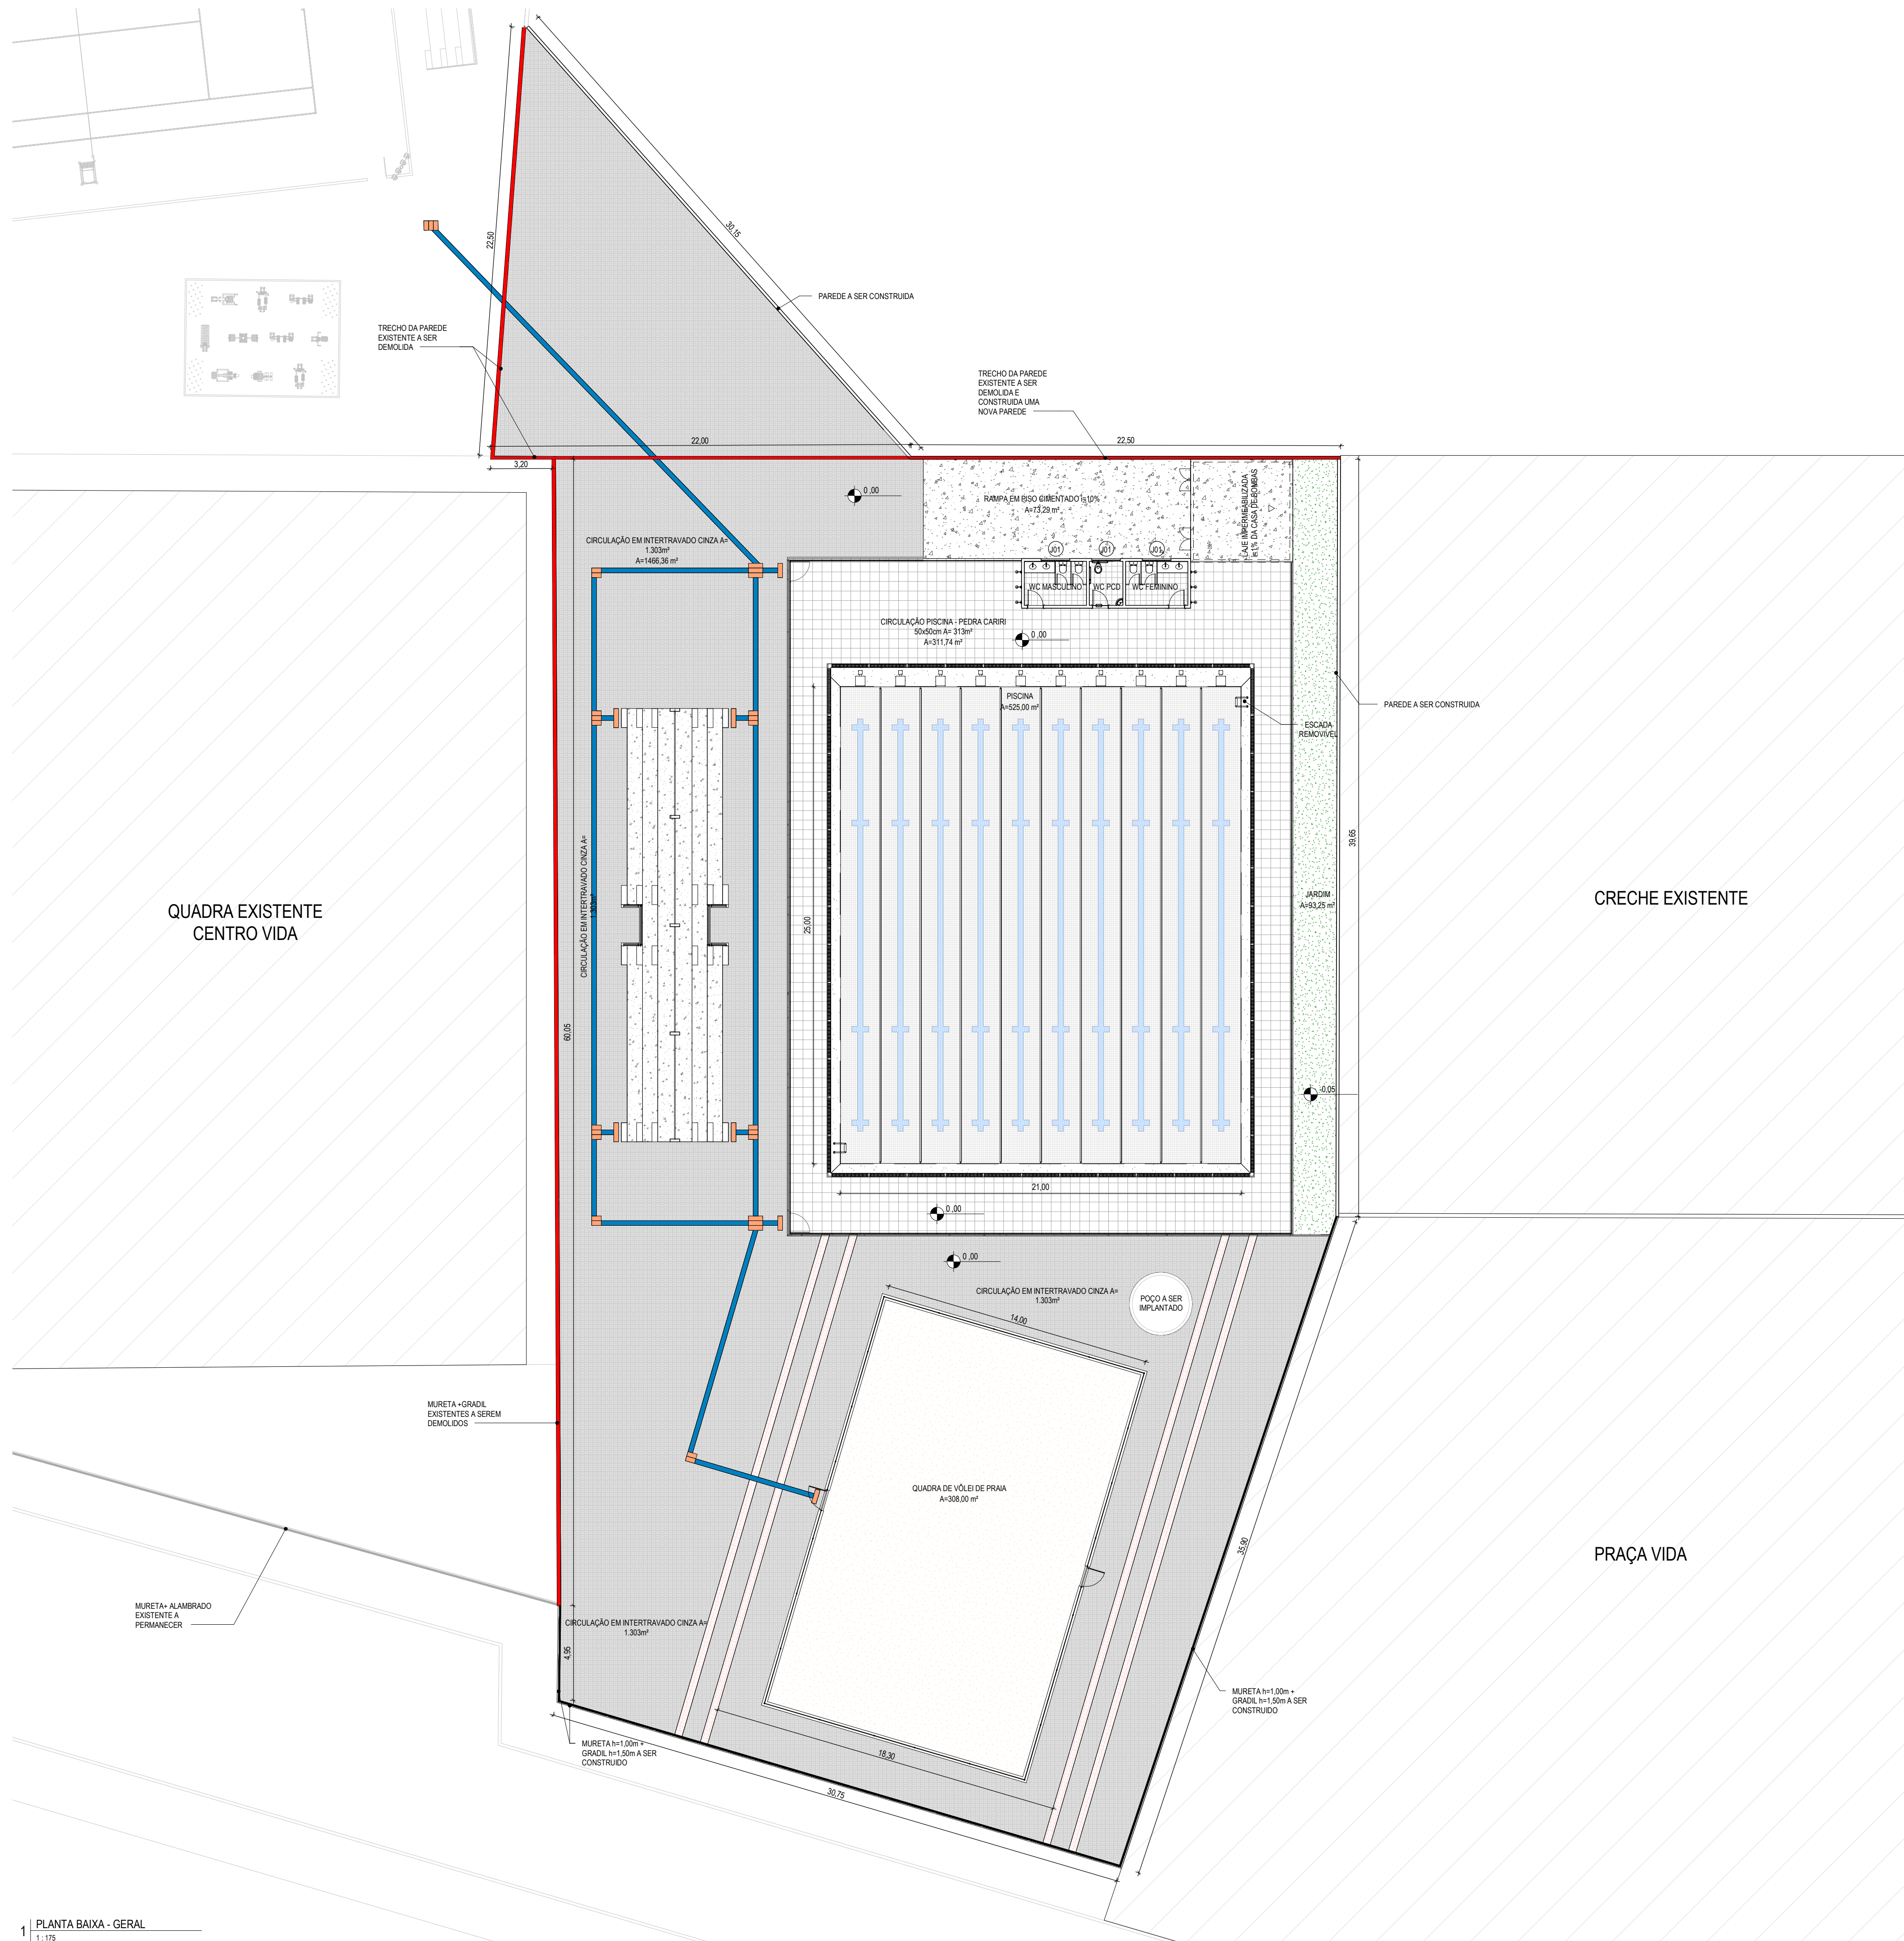 30,15
22,50
PAREDE A SER CONSTRUIDA
TRECHO DA PAREDE
EXISTENTE A SER
DEMOLIDA
TRECHO DA PAREDE
EXISTENTE A SER
DEMOLIDA E
CONSTRUIDA UMA
NOVA PAREDE
22,00
22,50
3,20
0 ,00
RAMPA EM PISO CIMENTADO i=10%
A=73,29 m²
LAJE IMPERMEABILIZADA
i=1% DA CASA DE BOMBAS
CIRCULAÇÃO EM INTERTRAVADO CINZA A=
1.303m²
A=1466,36 m²
J01
J01
J01
WC MASCULINO
WC PCD
WC FEMININO
CIRCULAÇÃO PISCINA - PEDRA CARIRI
50x50cm A= 313m²
A=311,74 m²
0 ,00
PISCINA
A=525,00 m²
ESCADA
REMOVIVEL
PAREDE A SER CONSTRUIDA
39,65
CIRCULAÇÃO EM INTERTRAVADO CINZA A=
1.303m²
25,00
JARDIM
A=93,25 m²
QUADRA EXISTENTE
CENTRO VIDA
CRECHE EXISTENTE
60,05
-0,05
21,00
0 ,00
0 ,00
CIRCULAÇÃO EM INTERTRAVADO CINZA A=
1.303m²
POÇO A SER
IMPLANTADO
14,00
MURETA +GRADIL
EXISTENTES A SEREM
DEMOLIDOS
QUADRA DE VÔLEI DE PRAIA
A=308,00 m²
35,90
PRAÇA VIDA
MURETA+ ALAMBRADO
EXISTENTE A
PERMANECER
CIRCULAÇÃO EM INTERTRAVADO CINZA A=
1.303m²
4,95
MURETA h=1,00m +
GRADIL h=1,50m A SER
CONSTRUIDO
MURETA h=1,00m +
GRADIL h=1,50m A SER
CONSTRUIDO
18,30
30,75
1
PLANTA BAIXA - GERAL
1 : 175